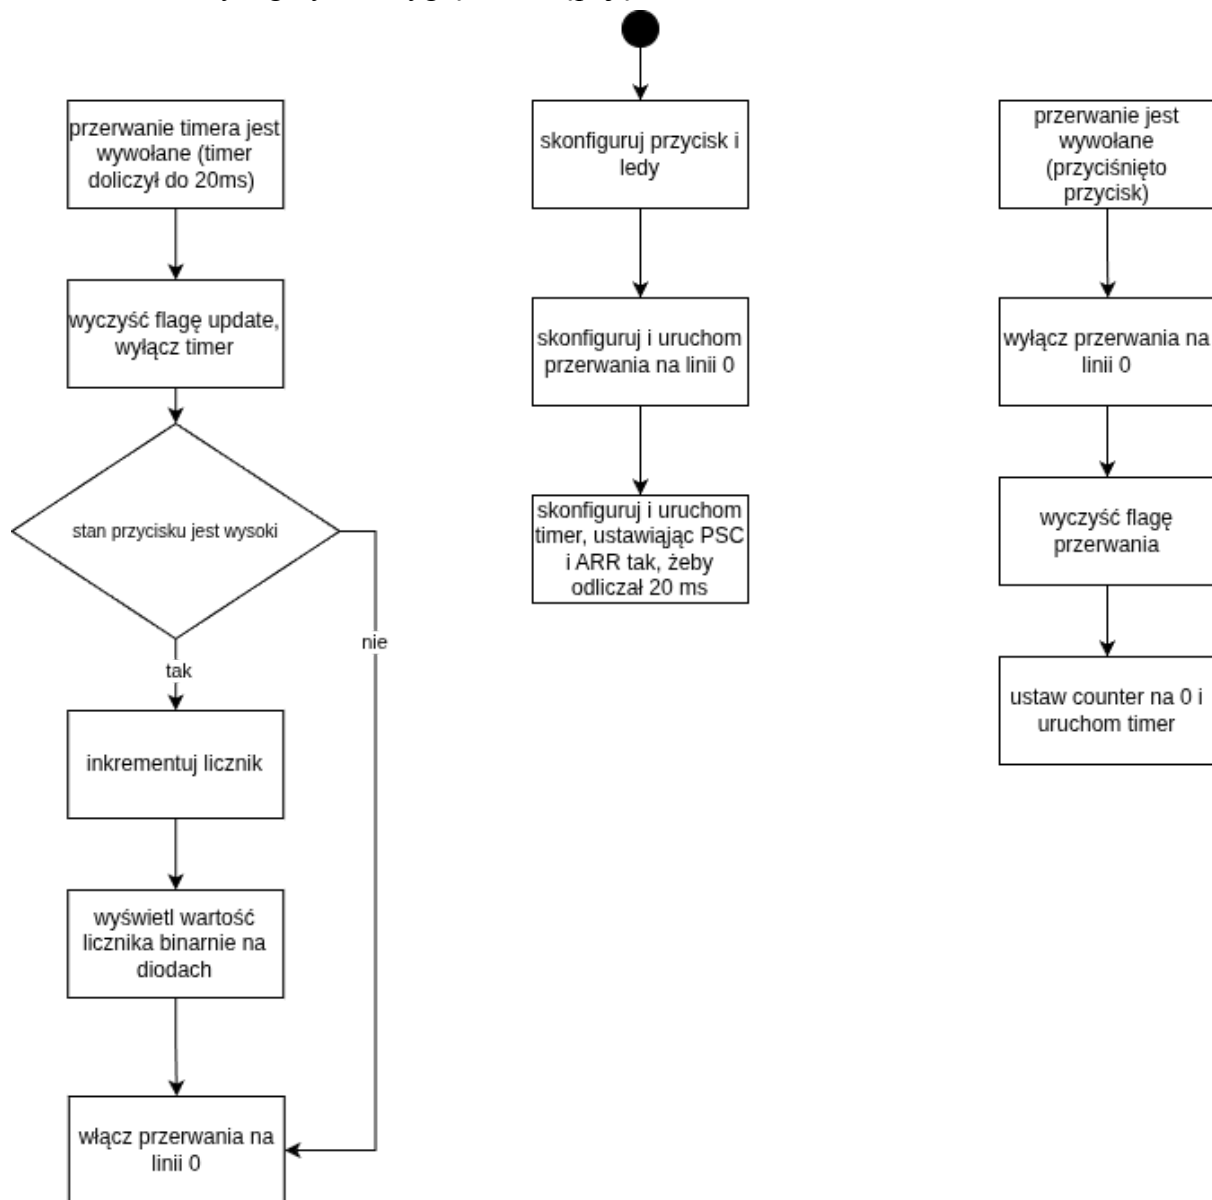 przerwanie timera jest
wywołane (timer
doliczył do 20ms)
wyczyść flagę update,
wyłącz timer
stan przycisku jest wysoki
nie
tak
inkrementuj licznik
wyświetl wartość
licznika binarnie na
diodach
włącz przerwania na
linii 0
skonfiguruj przycisk i
ledy
skonfiguruj i uruchom
przerwania na linii 0
skonfiguruj i uruchom
timer, ustawiając PSC
i ARR tak, żeby
odliczał 20 ms
przerwanie jest
wywołane
(przyciśnięto
przycisk)
wyłącz przerwania na
linii 0
wyczyść flagę
przerwania
ustaw counter na 0 i
uruchom timer